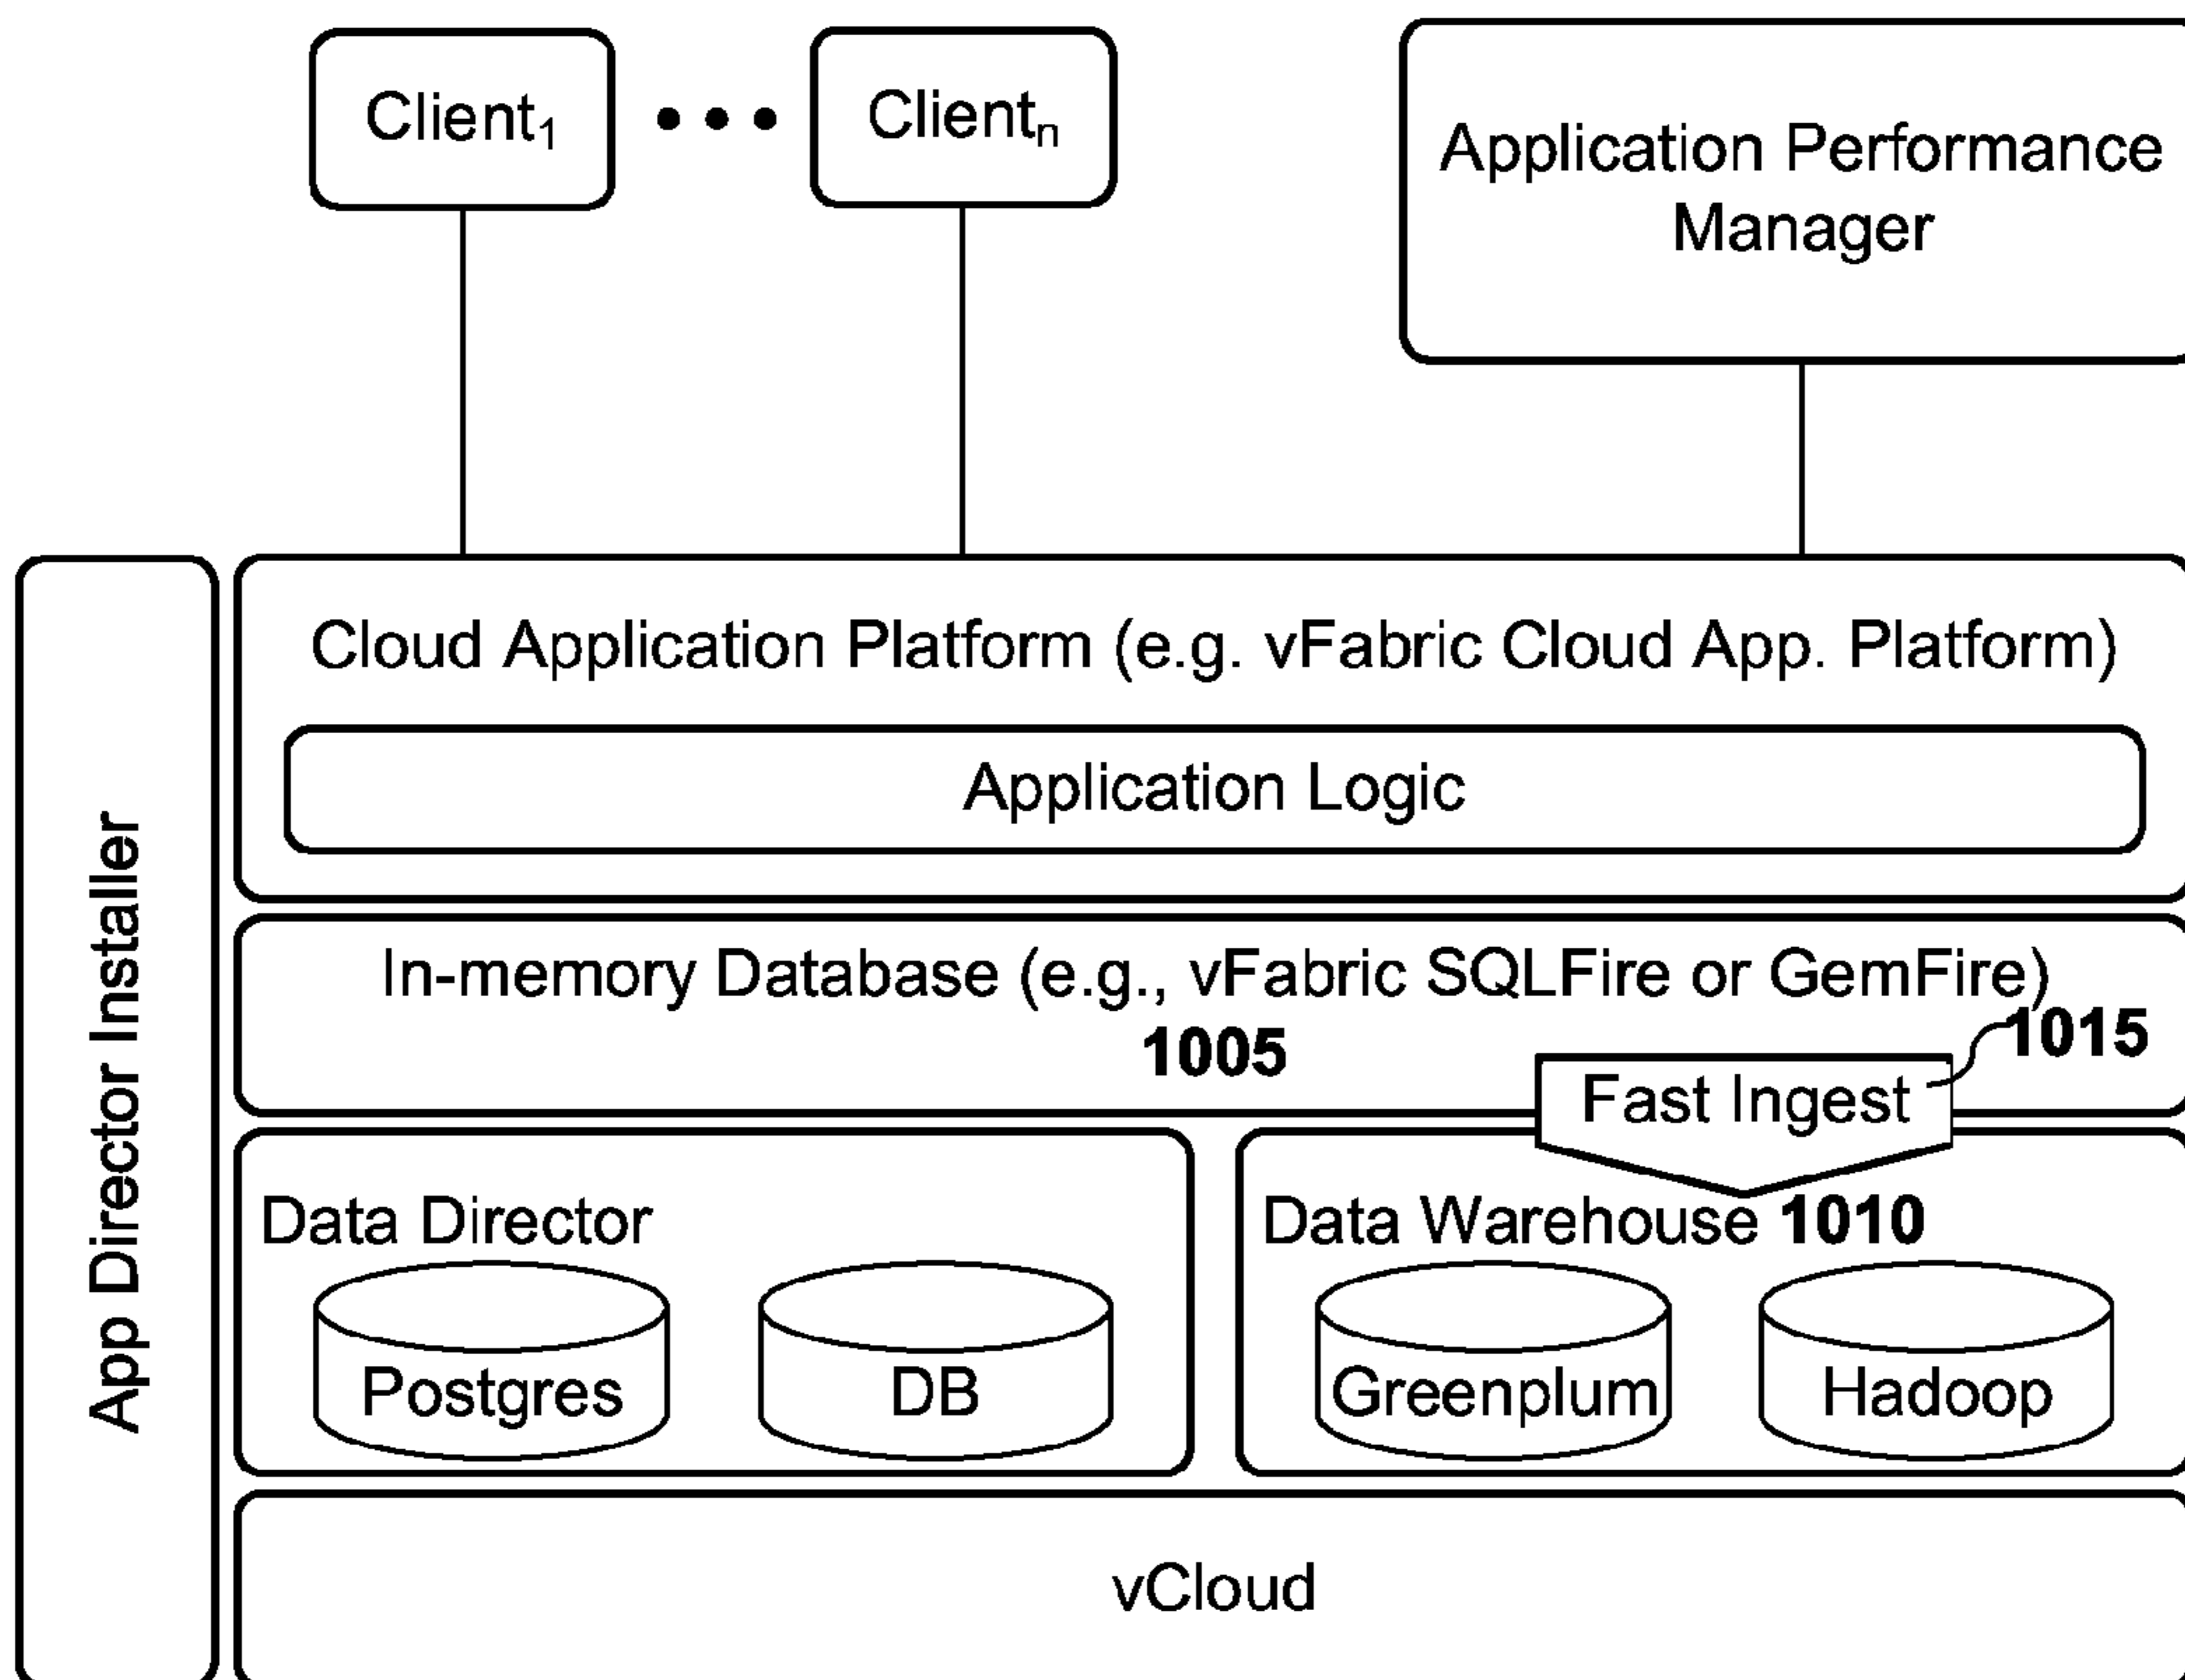 Client1
Clientn
Application Performance
Manager
App Director Installer
Cloud Application Platform (e.g. vFabric Cloud App. Platform)
Application Logic
In-memory Database (e.g., vFabric SQLFire or GemFire)
1005
1015
Fast Ingest
Data Director
Postgres
DB
Data Warehouse 1010
Greenplum
Hadoop
vCloud